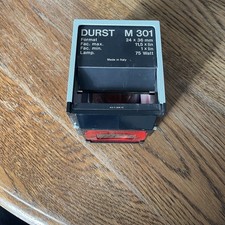 DURST M 301
Format 24 x 36 mm
Fac. max. 11,5 x lin
Fac. min. 1 x lin
Lamp. 75 Watt
Made in Italy